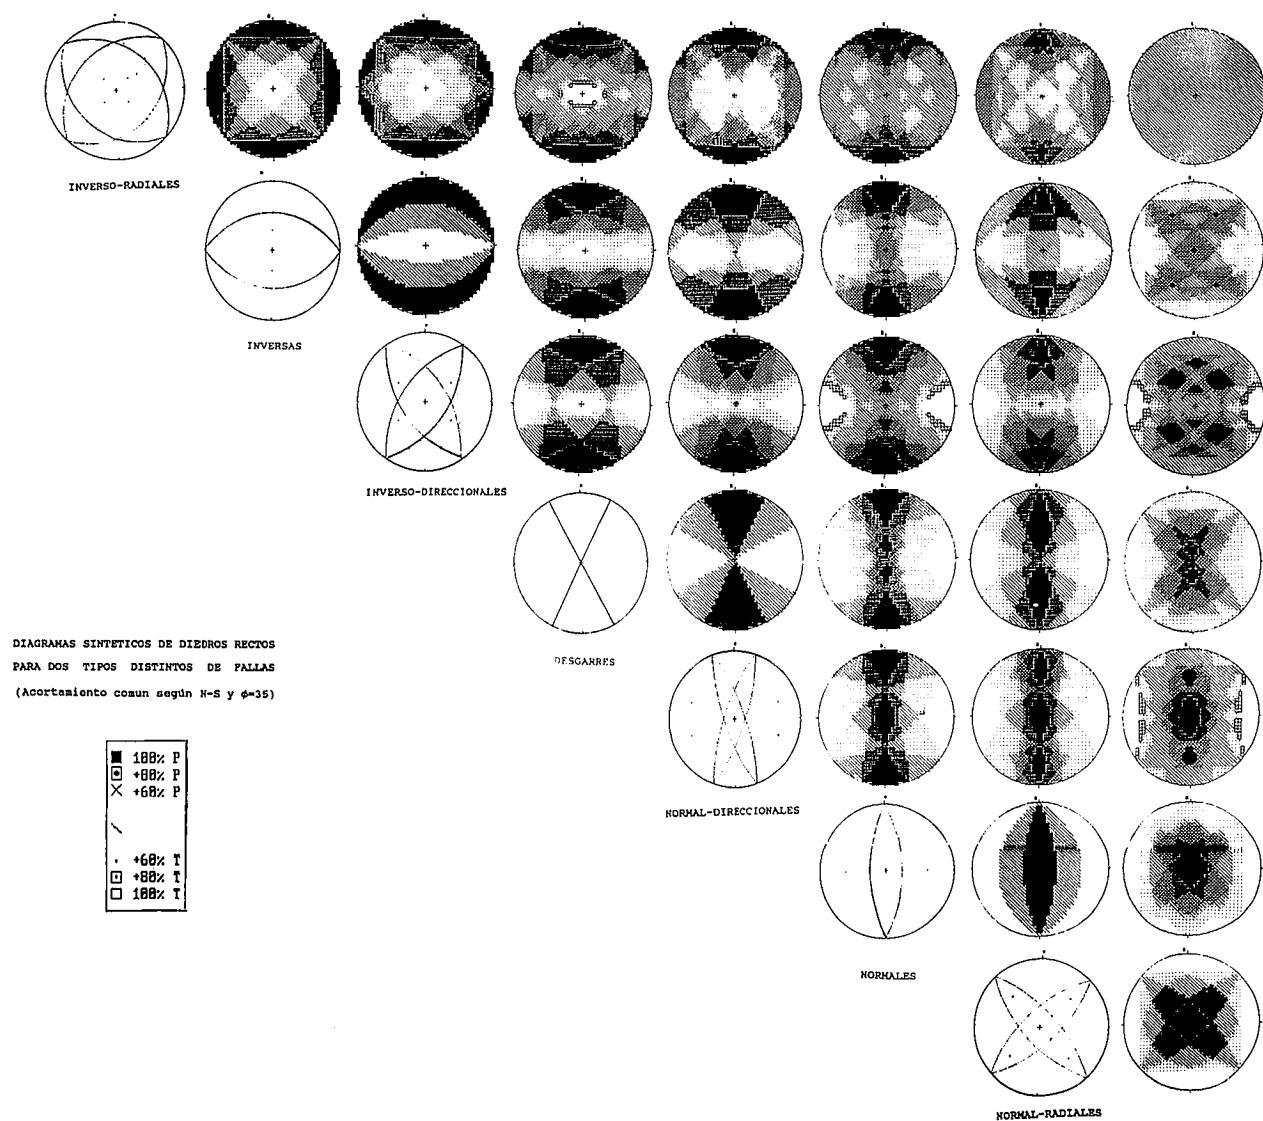 INVERSO-RADIALES
INVERSAS
INVERSO-DIRECCIONALES
DESGARRES
DIAGRAMAS SINTETICOS DE DIEDROS RECTOS
PARA DOS TIPOS DISTINTOS DE FALLAS
(Acortamiento comun según N-S y ϕ=35)
100% P
+80% P
+60% P
+60% T
+80% T
100% T
NORMAL-DIRECCIONALES
NORMALES
NORMAL-RADIALES